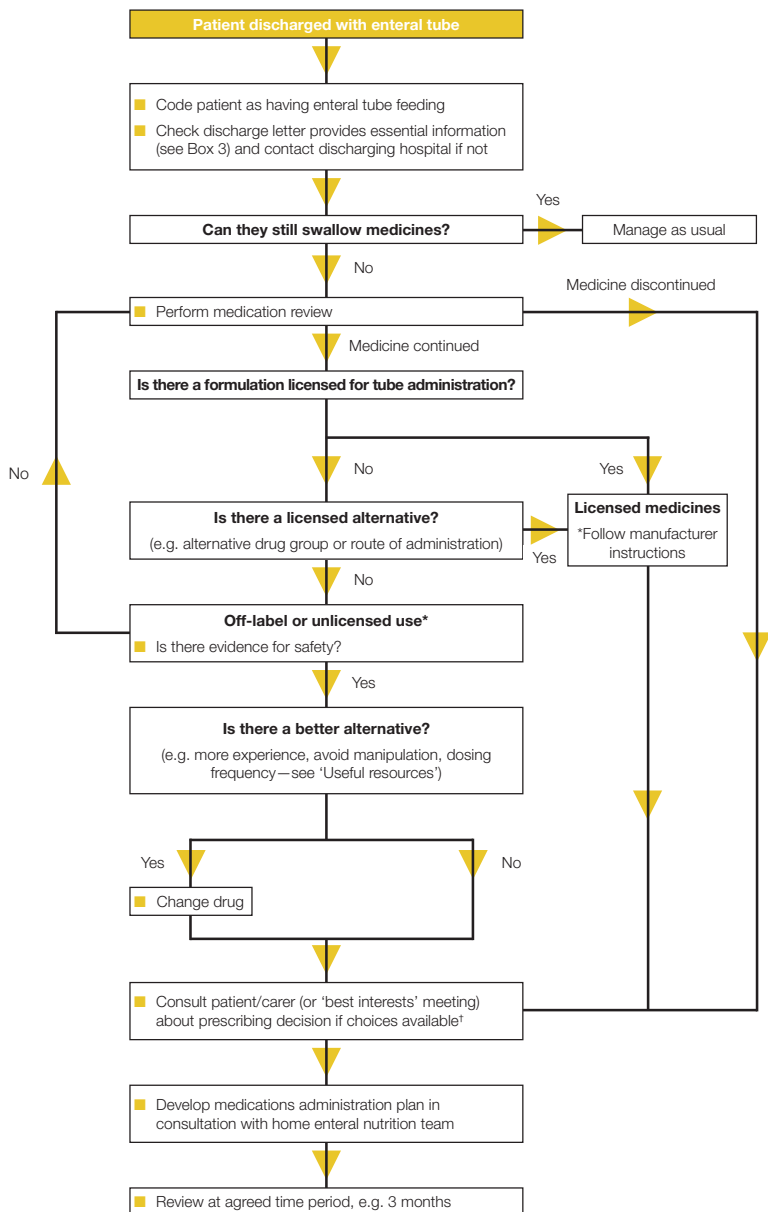 Patient discharged with enteral tube
Code patient as having enteral tube feeding
Check discharge letter provides essential information
(see Box 3) and contact discharging hospital if not
Yes
Can they still swallow medicines?
Manage as usual
No
Medicine discontinued
Perform medication review
Medicine continued
Is there a formulation licensed for tube administration?
No
No
Yes
Is there a licensed alternative?
(e.g. alternative drug group or route of administration)
Yes
Licensed medicines
*Follow manufacturer
instructions
No
Off-label or unlicensed use*
Is there evidence for safety?
Yes
Is there a better alternative?
(e.g. more experience, avoid manipulation, dosing
frequency—see ‘Useful resources’)
Yes
No
Change drug
Consult patient/carer (or ‘best interests’ meeting)
about prescribing decision if choices available†
Develop medications administration plan in
consultation with home enteral nutrition team
Review at agreed time period, e.g. 3 months